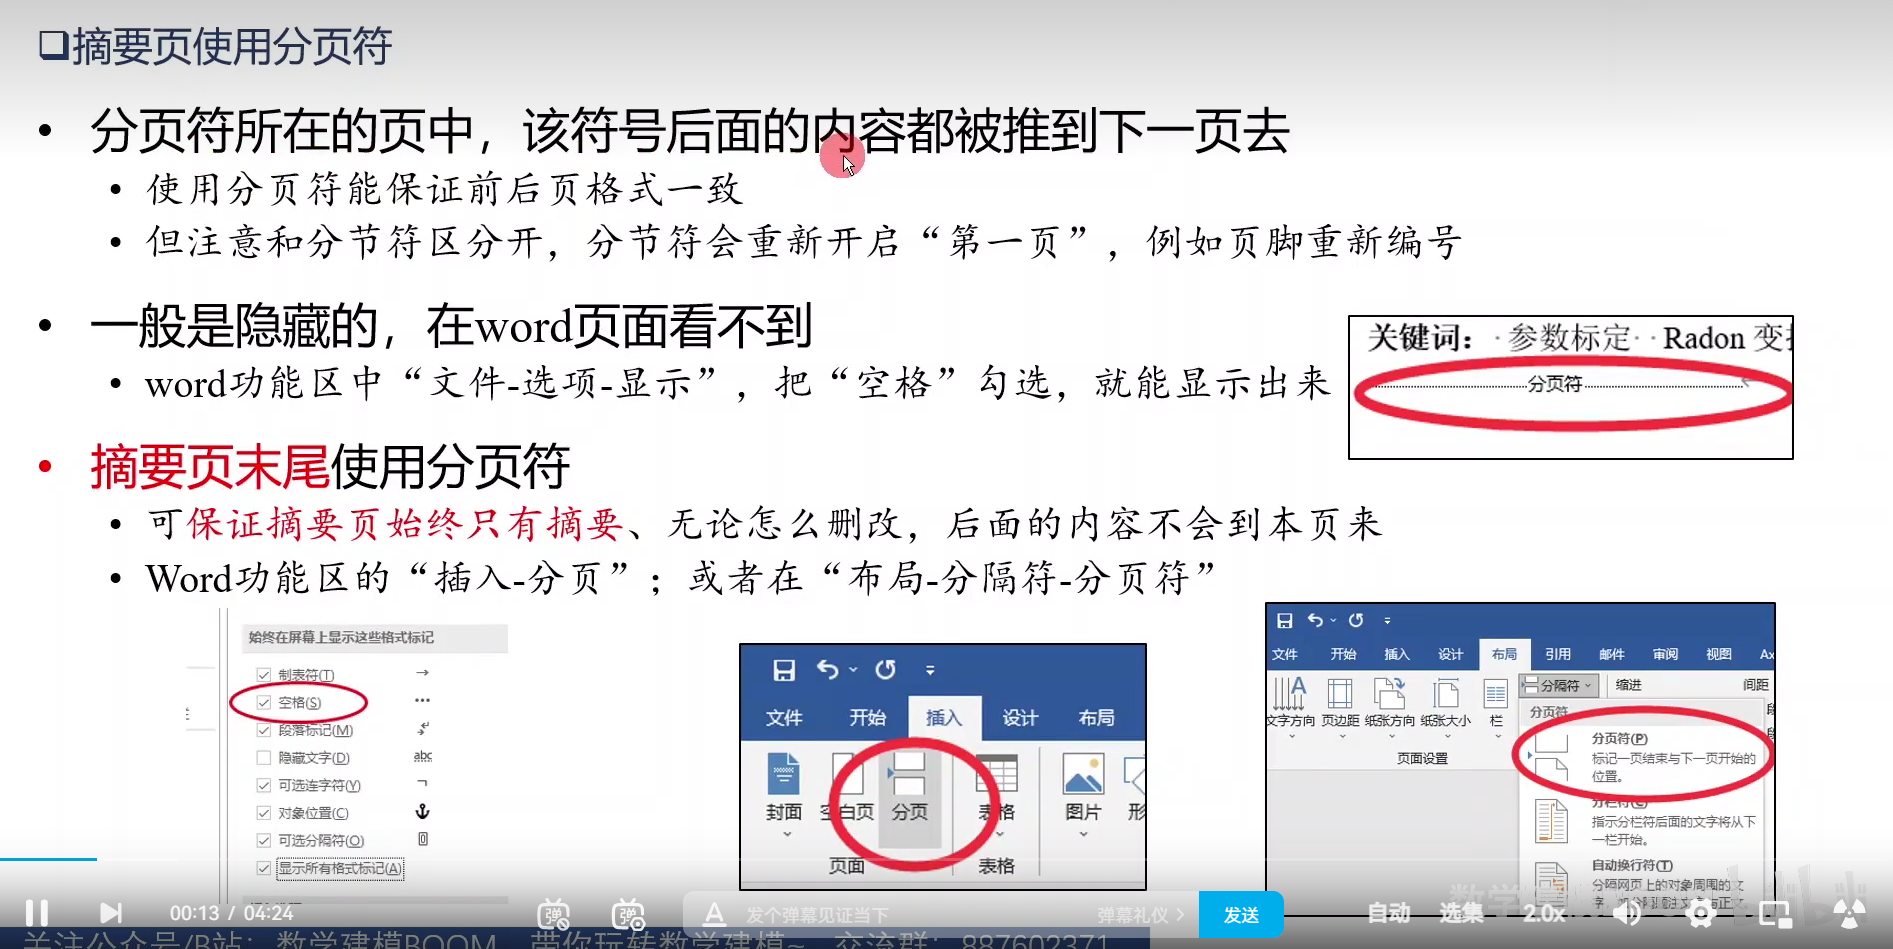 ❑摘要页使用分页符
• 分页符所在的页中，该符号后面的内容都被推到下一页去
• 使用分页符能保证前后页格式一致
• 但注意和分节符区分开，分节符会重新开启“第一页”，例如页脚重新编号
• 一般是隐藏的，在word页面看不到
• word功能区中“文件-选项-显示”，把“空格”勾选，就能显示出来
关键词：·参数标定··Radon 变
分页符
• 摘要页末尾使用分页符
• 可保证摘要页始终只有摘要、无论怎么删改，后面的内容不会到本页来
• Word功能区的“插入-分页”；或者在“布局-分隔符-分页符”
始终在屏幕上显示这些格式标记
制表符(T)
空格(S)
段落标记(M)
隐藏文字(D) abc
可选连字符(Y)
对象位置(C)
可选分隔符(O)
显示所有格式标记(A)
文件 开始 插入 设计 布局
封面 空白页 分页 表格 图片 形
页面 表格
文件 开始 插入 设计 布局 引用 邮件 审阅 视图 Ax
文字方向 页边距 纸张方向 纸张大小 栏
页面设置
分隔符 缩进 间距
分页符
分页符(P)
标记一页结束与下一页开始的
位置。
分栏符(C)
指示分栏符后面的文字将从下
一栏开始。
自动换行符(T)
分隔网页上的对象周围的文
00:13 / 04:24
发个弹幕见证当下
弹幕礼仪 >
发送
自动 选集 2.0x
关注公众号/B站：数学建模BOOM 带你玩转数学建模~ 交流群：887602371